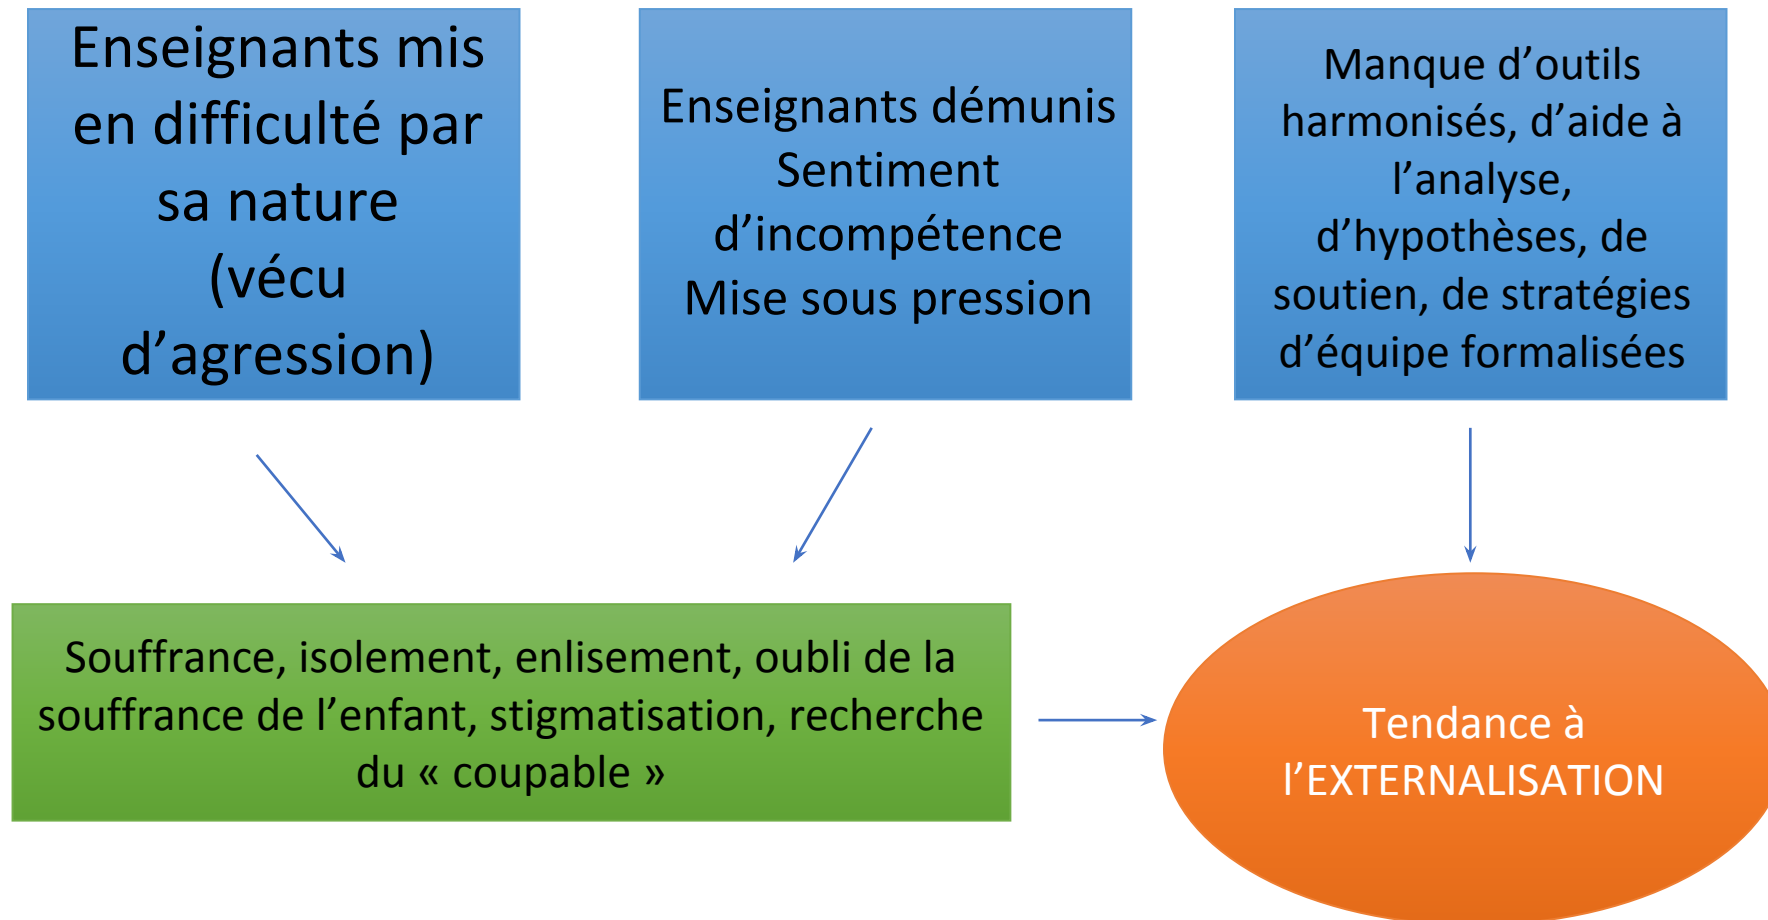 Enseignants mis
en difficulté par
sa nature
(vécu
d’agression)
Enseignants démunis
Sentiment
d’incompétence
Mise sous pression
Manque d’outils
harmonisés, d’aide à
l’analyse,
d’hypothèses, de
soutien, de stratégies
d’équipe formalisées
Souffrance, isolement, enlisement, oubli de la
souffrance de l’enfant, stigmatisation, recherche
du « coupable »
Tendance à
l’EXTERNALISATION